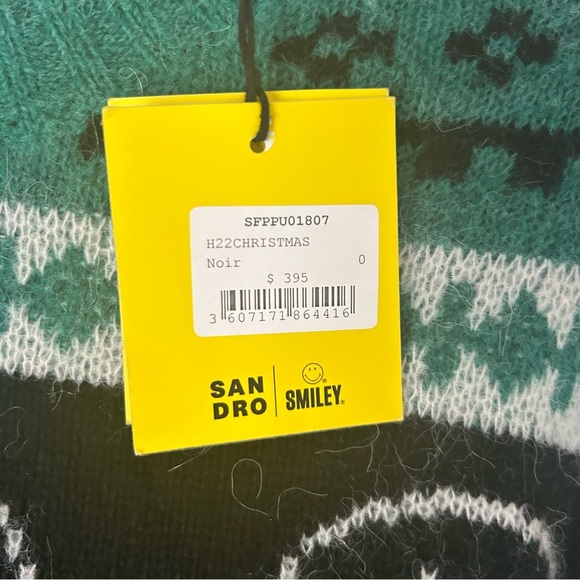 SFPPU01807
H22CHRISTMAS
Noir 0
$ 395
3 607171 864416
SAN DRO
SMILEY®